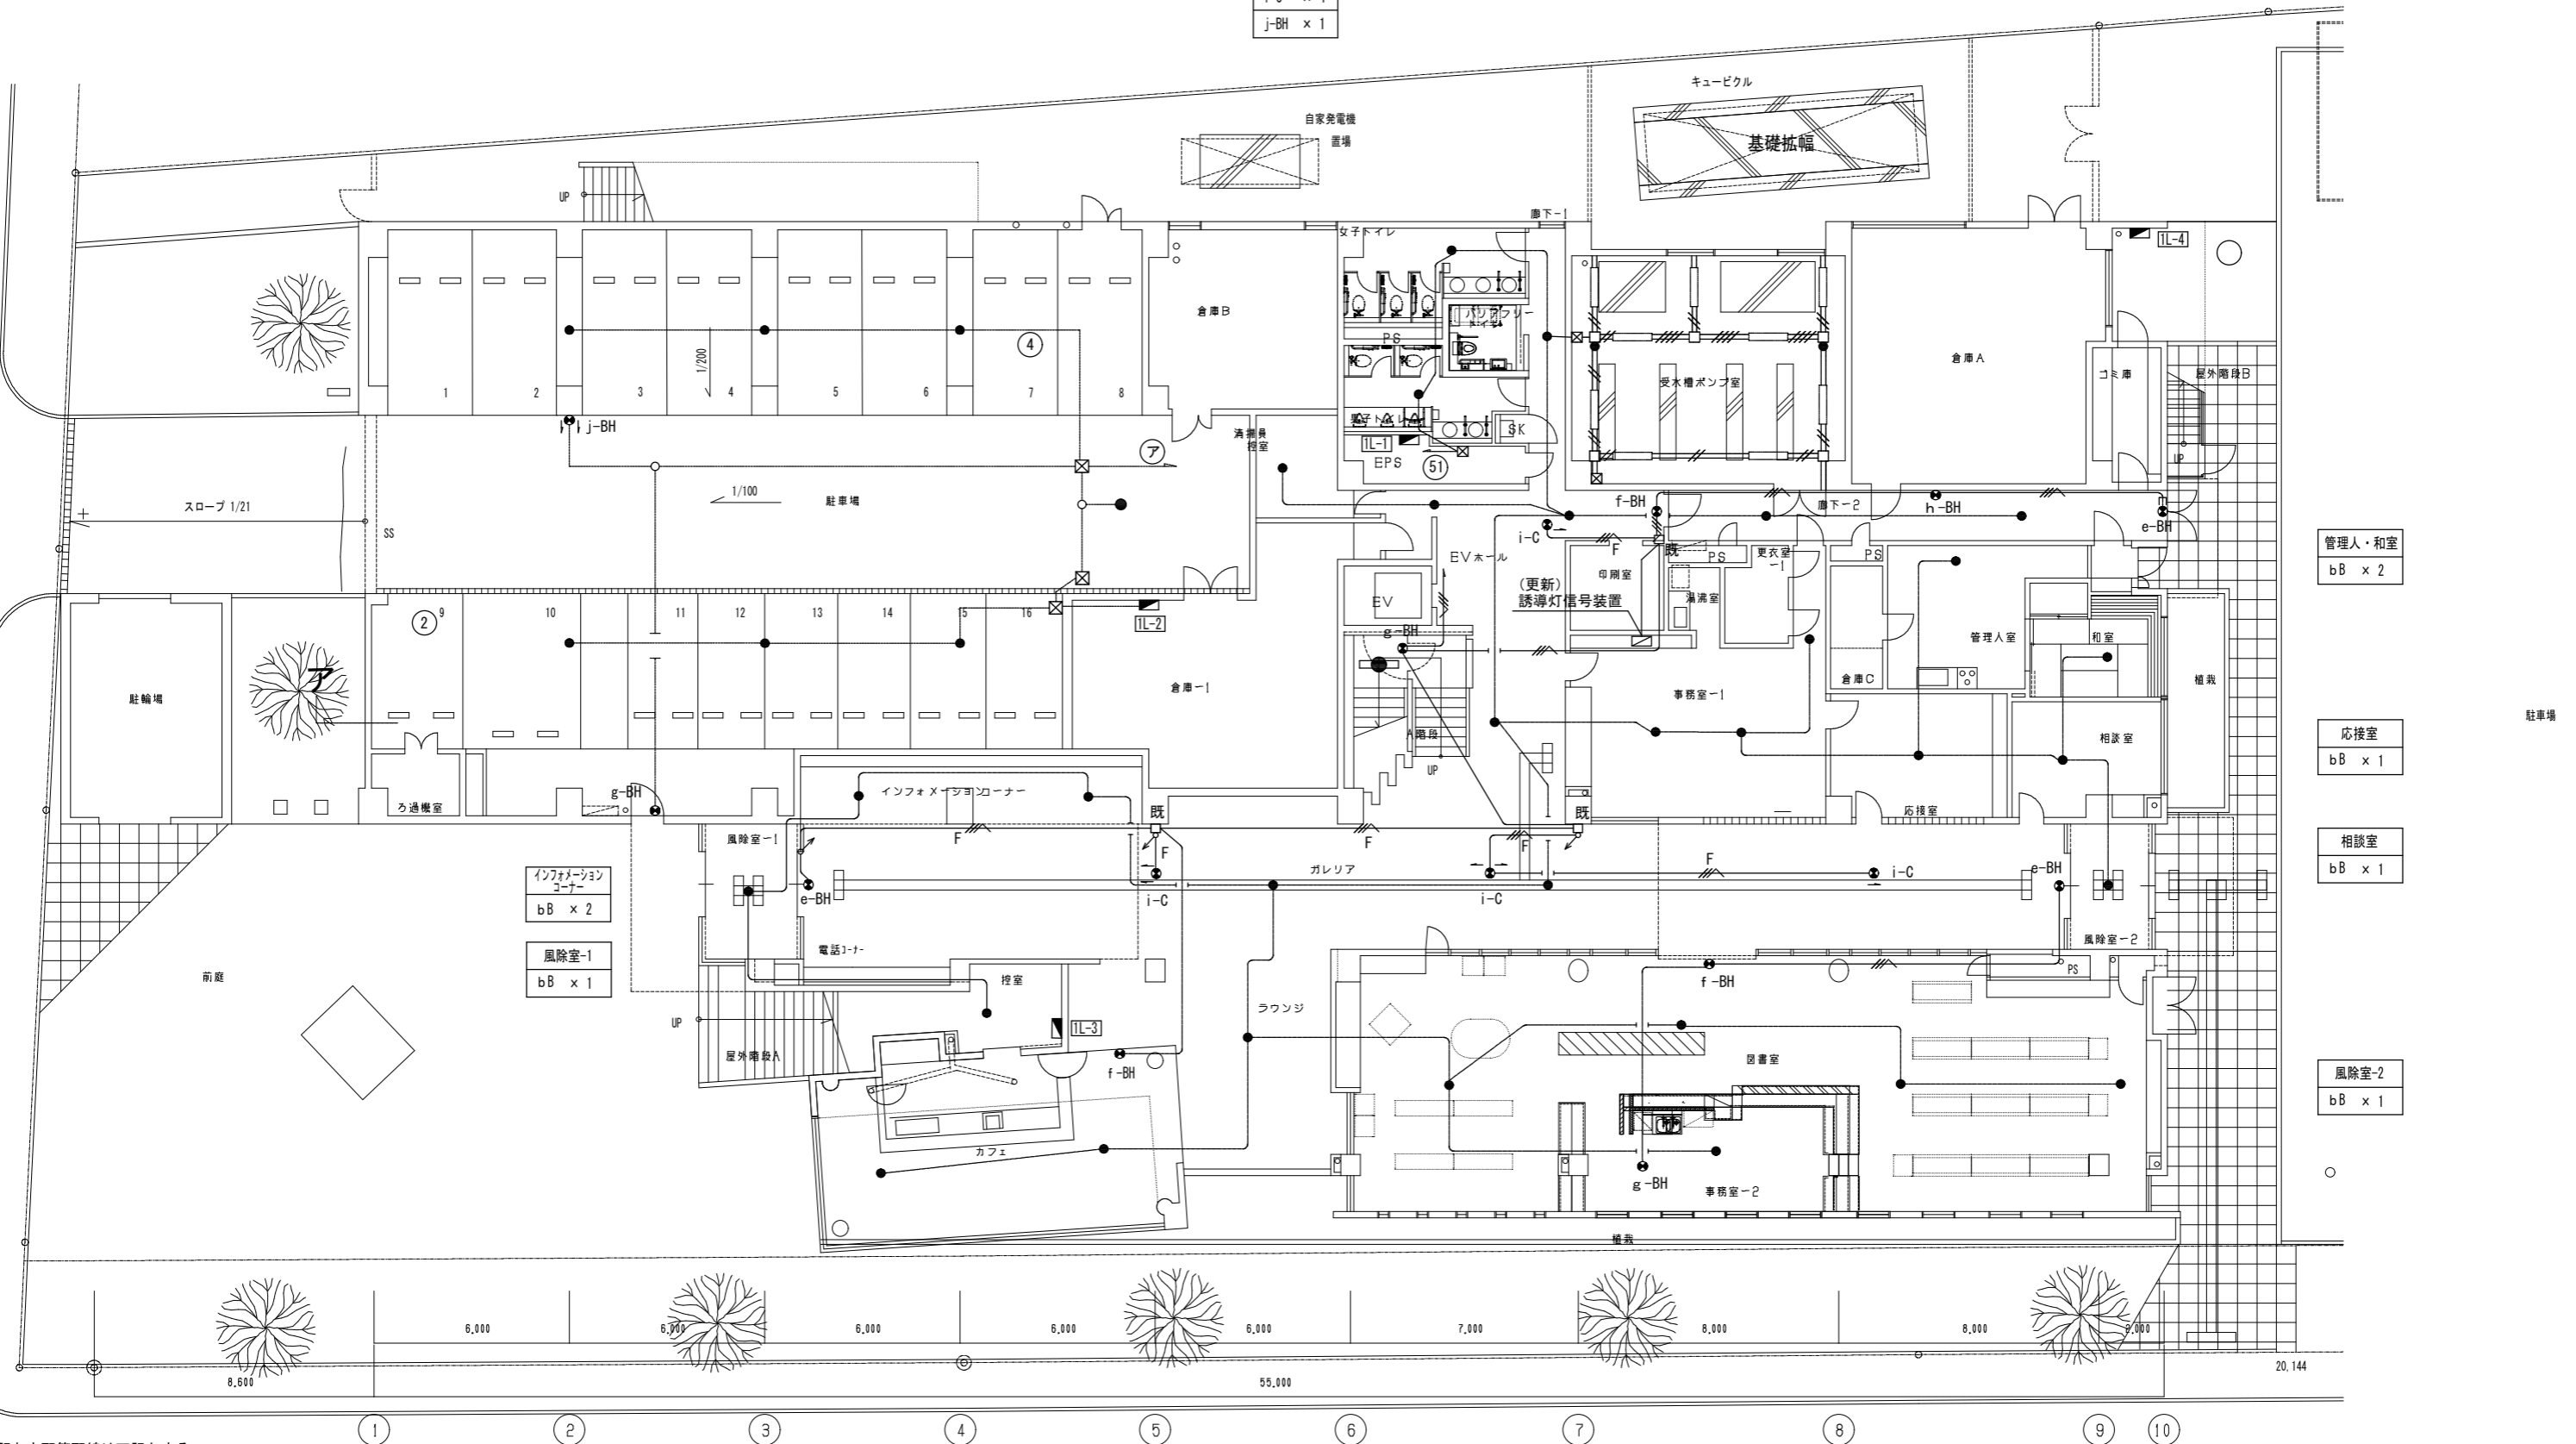 j-BH × 1
キュービクル
基礎拡幅
自家発電機
置場
UP
廊下-1
女子トイレ
1L-4
倉庫B
バリアフリー
トイレ
PS
倉庫A
ゴミ庫
屋外階段B
受水槽ポンプ室
④
1/200
1
2
3
4
5
6
7
8
j-BH
清掃員
控室
男子トイレ
1L-1
SK
EPS
51
ア
UP
スロープ 1/21
1/100
駐車場
SS
f-BH
廊下-2
h-BH
e-BH
i-C
F
既
EVホール
印刷室
PS
更衣室
-1
PS
管理人・和室
bB × 2
(更新)
誘導灯信号装置
湯沸室
EV
g-BH
②
9
10
11
12
13
14
15
16
1L-2
管理人室
和室
駐輪場
ア
倉庫-1
事務室-1
倉庫C
植栽
A階段
UP
相談室
応接室
bB × 1
駐車場
ろ過機室
g-BH
インフォメーションコーナー
既
既
応接室
風除室-1
F
F
F
F
F
ガレリア
相談室
bB × 1
インフォメーション
コーナー
bB × 2
e-BH
i-C
i-C
i-C
e-BH
電話コーナー
風除室-2
風除室-1
bB × 1
前庭
控室
ラウンジ
f-BH
PS
UP
1L-3
屋外階段A
f-BH
図書室
風除室-2
bB × 1
カフェ
g-BH
事務室-2
植栽
6,000
6,000
6,000
6,000
6,000
7,000
8,000
8,000
2,000
8,600
55,000
20,144
①
②
③
④
⑤
⑥
⑦
⑧
⑨
⑩